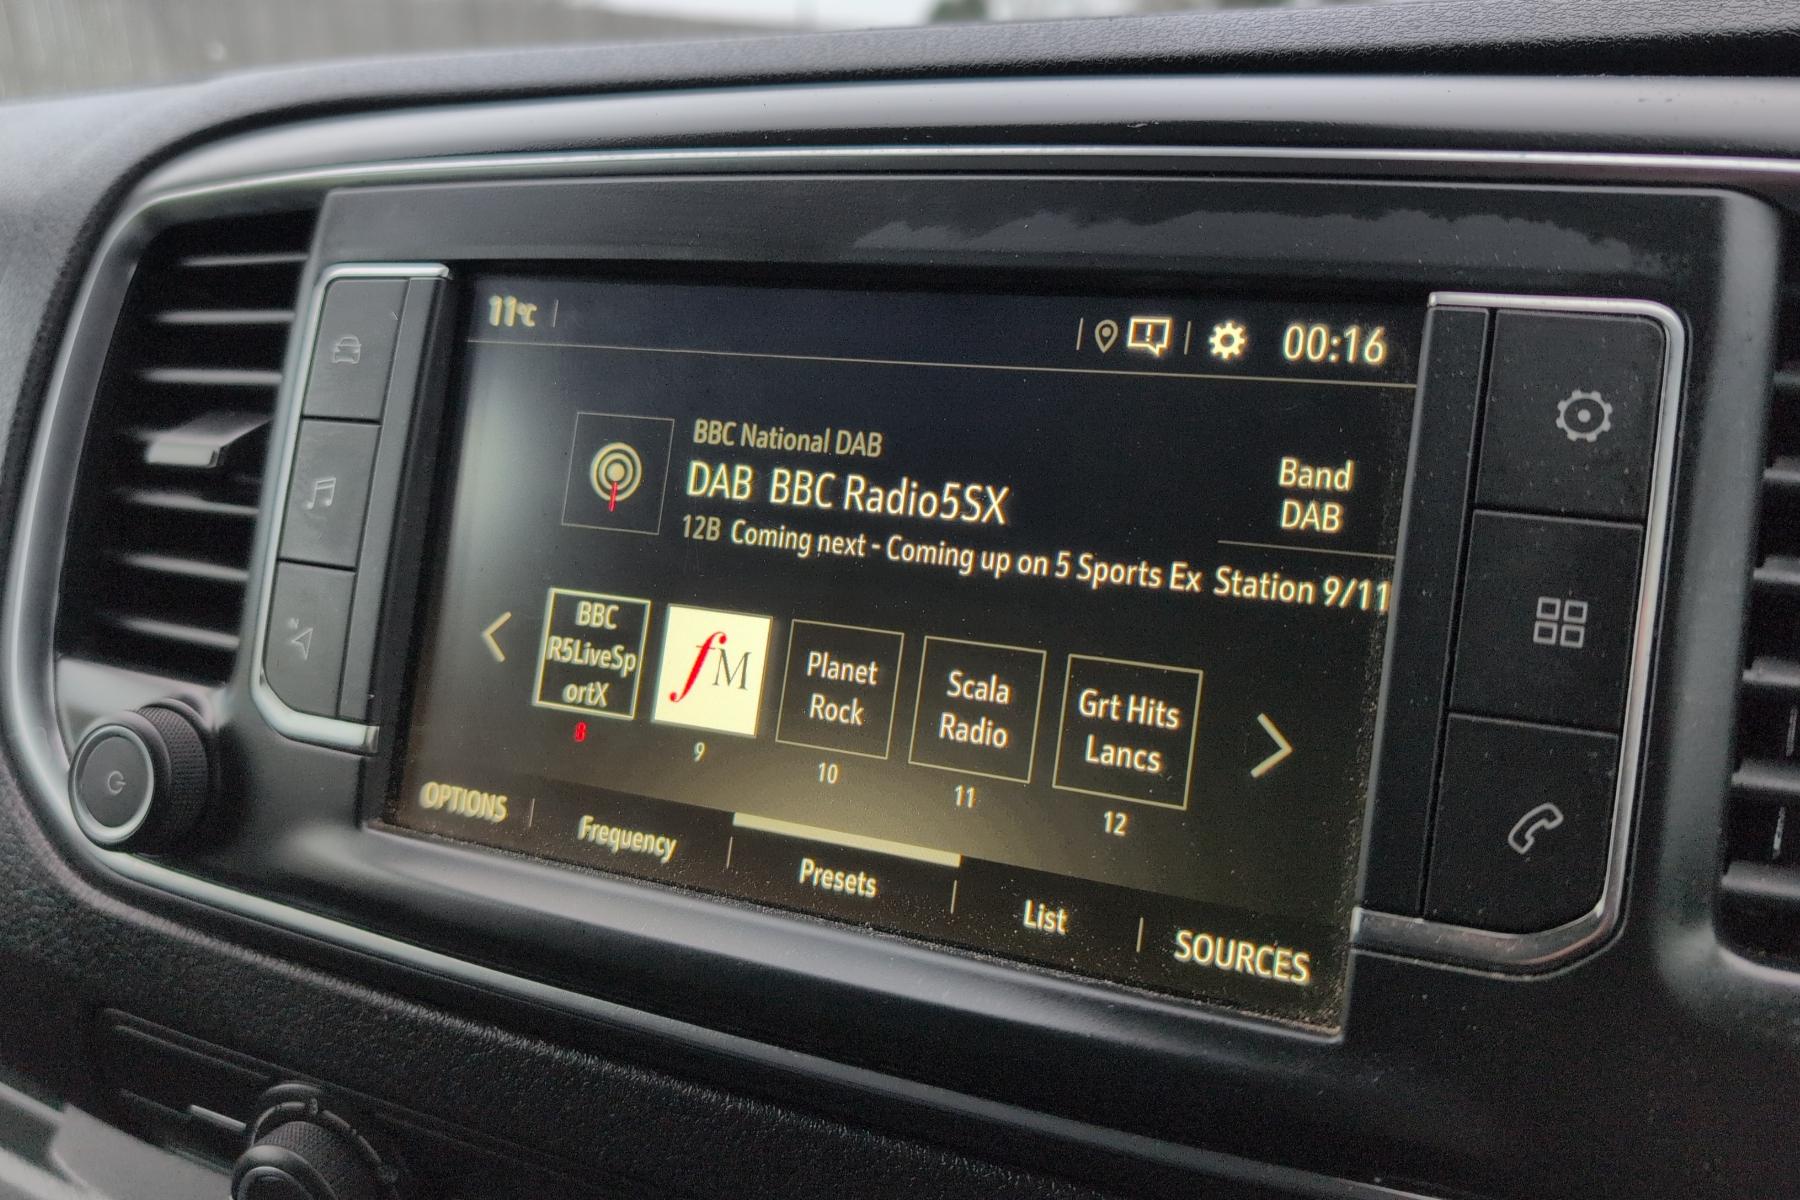 11°C
00:16
BBC National DAB
DAB BBC Radio5SX
Band
DAB
12B Coming next - Coming up on 5 Sports Ex
Station 9/11
BBC
R5LiveSp
ortX
fM
Planet
Rock
Scala
Radio
Grt Hits
Lancs
8
9
10
11
12
OPTIONS
Frequency
Presets
List
SOURCES
N